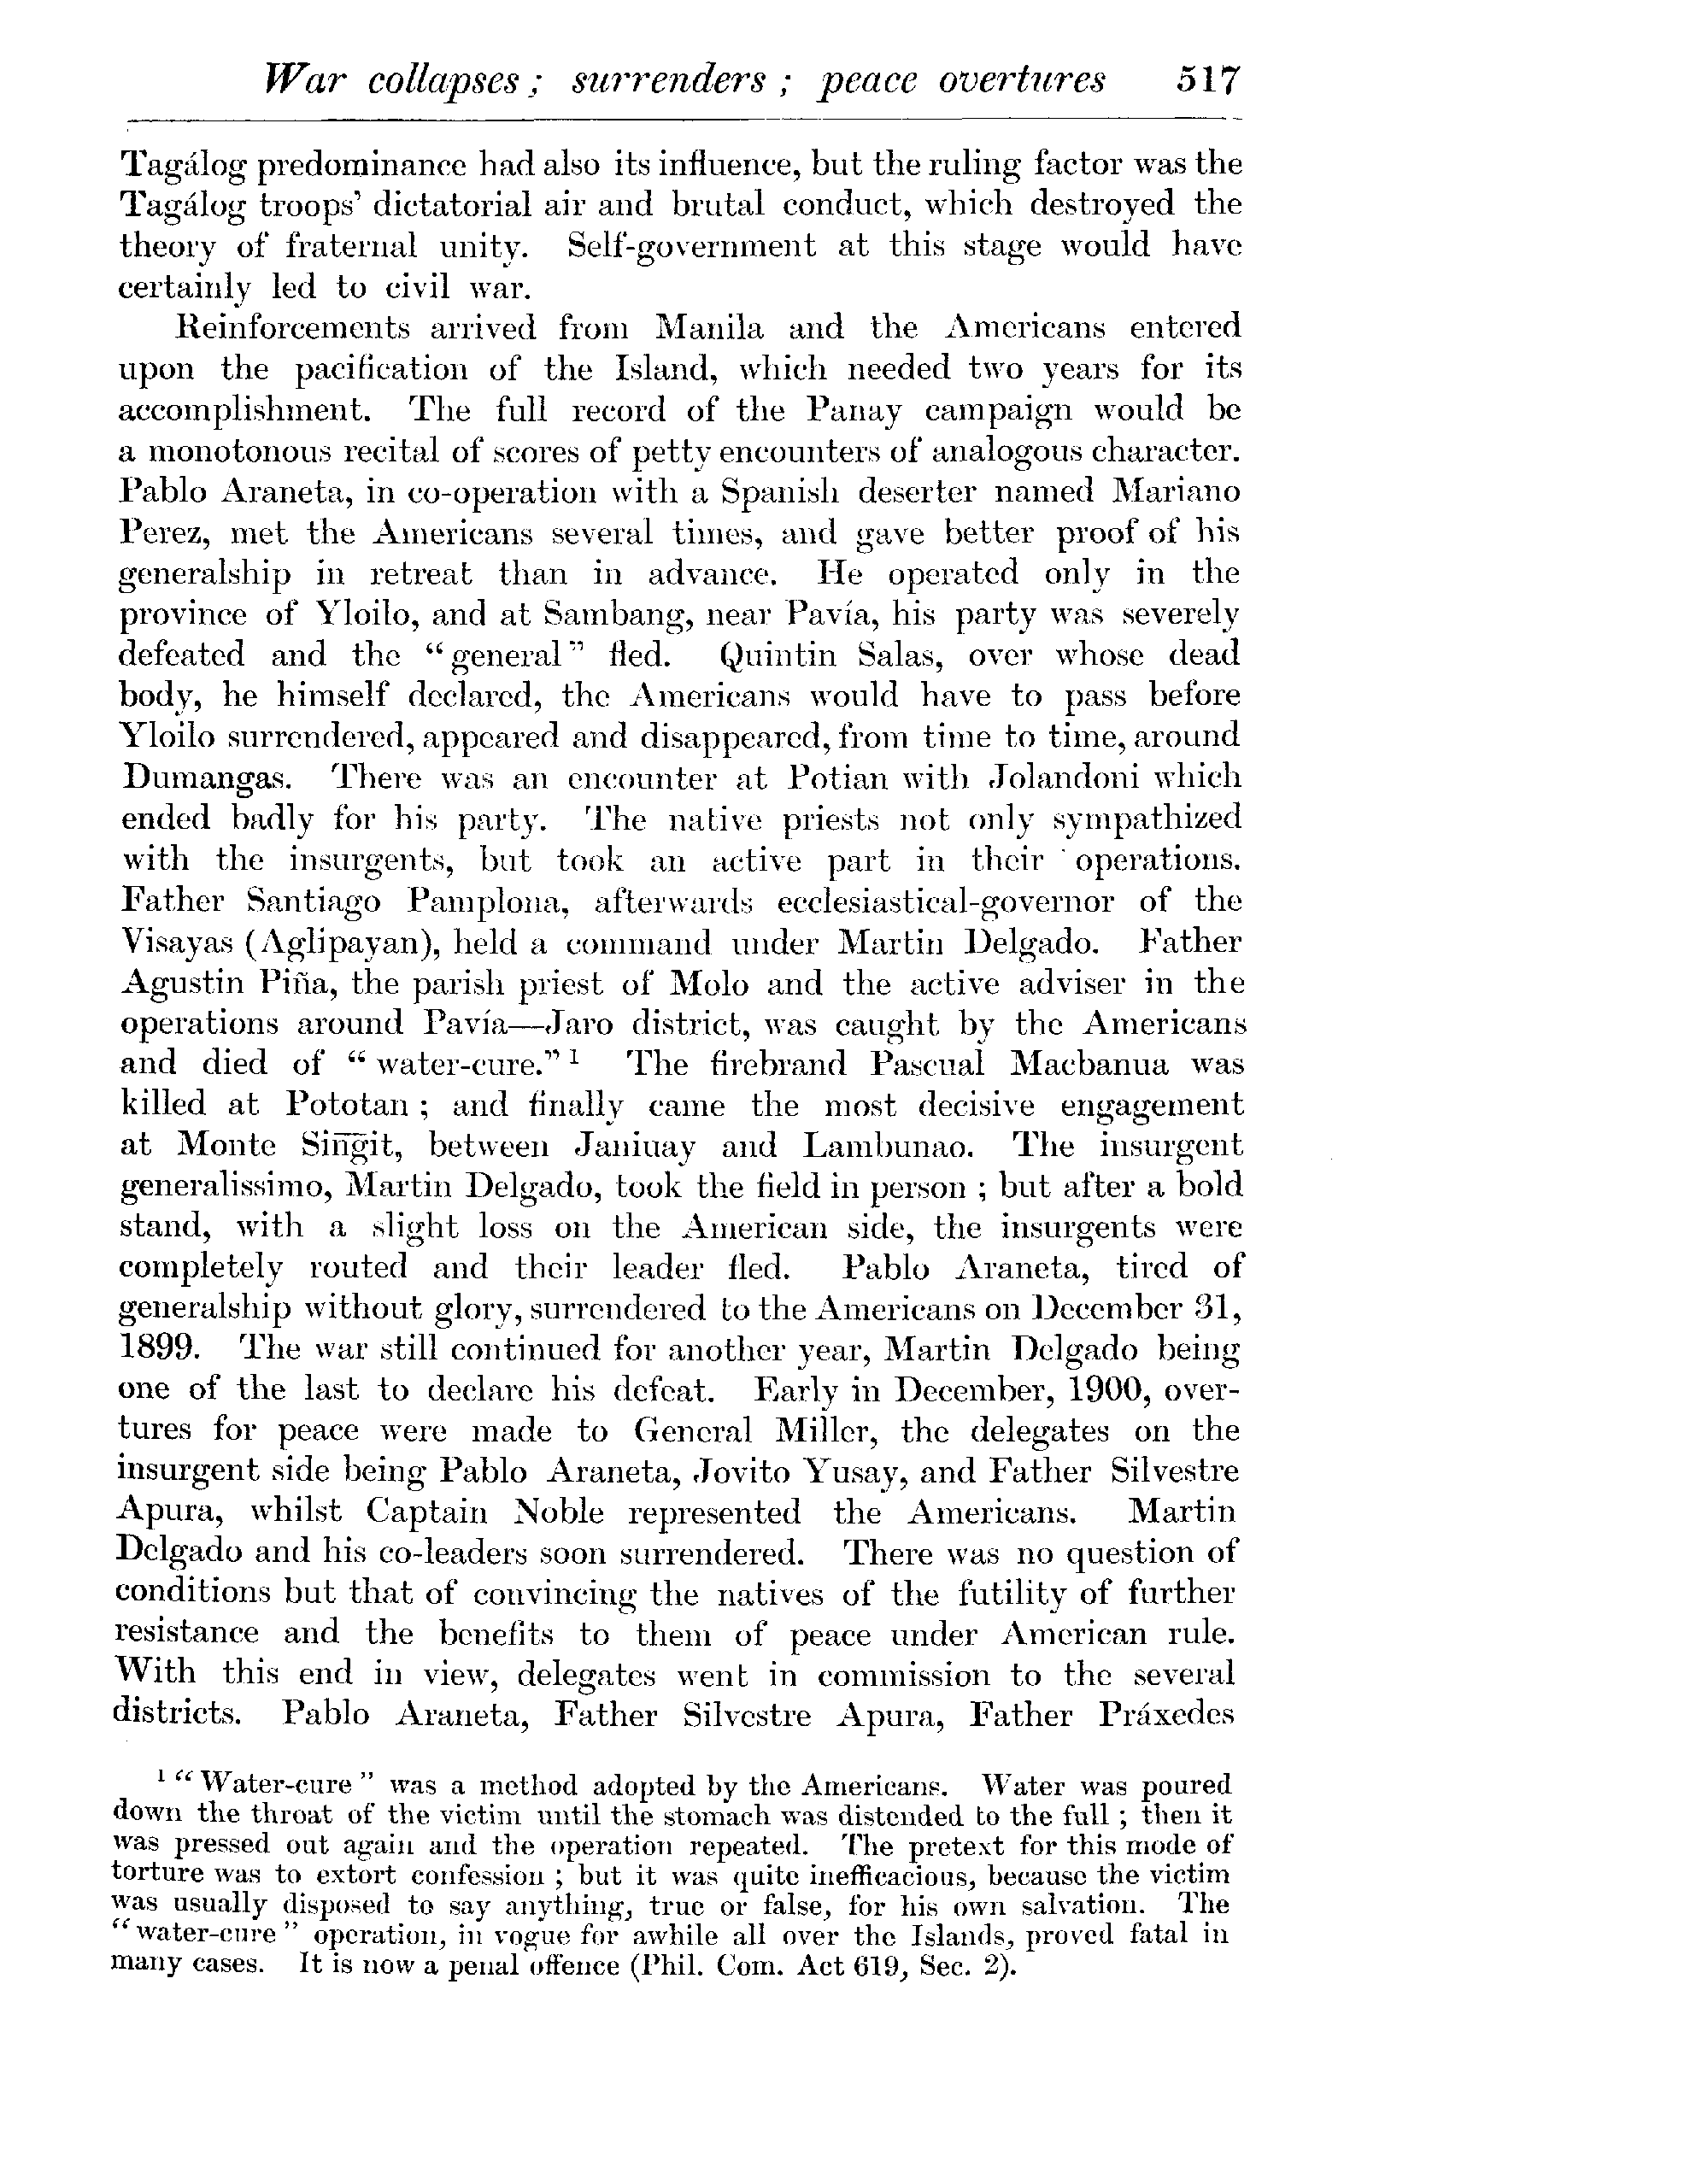 War collapses ; surrenders ; peace overtures 517
Tagálog predominance had also its influence, but the ruling factor was the
Tagálog troops' dictatorial air and brutal conduct, which destroyed the
theory of fraternal unity. Self-government at this stage would have
certainly led to civil war.
Reinforcements arrived from Manila and the Americans entered
upon the pacification of the Island, which needed two years for its
accomplishment. The full record of the Panay campaign would be
a monotonous recital of scores of petty encounters of analogous character.
Pablo Araneta, in co-operation with a Spanish deserter named Mariano
Perez, met the Americans several times, and gave better proof of his
generalship in retreat than in advance. He operated only in the
province of Yloilo, and at Sambang, near Pavía, his party was severely
defeated and the "general" fled. Quintin Salas, over whose dead
body, he himself declared, the Americans would have to pass before
Yloilo surrendered, appeared and disappeared, from time to time, around
Dumangas. There was an encounter at Potian with Jolandoni which
ended badly for his party. The native priests not only sympathized
with the insurgents, but took an active part in their operations.
Father Santiago Pamplona, afterwards ecclesiastical-governor of the
Visayas (Aglipayan), held a command under Martin Delgado. Father
Agustin Piña, the parish priest of Molo and the active adviser in the
operations around Pavía—Jaro district, was caught by the Americans
and died of "water-cure." ¹ The firebrand Pascual Macbanua was
killed at Pototan ; and finally came the most decisive engagement
at Monte Sin͠git, between Janiuay and Lambunao. The insurgent
generalissimo, Martin Delgado, took the field in person ; but after a bold
stand, with a slight loss on the American side, the insurgents were
completely routed and their leader fled. Pablo Araneta, tired of
generalship without glory, surrendered to the Americans on December 31,
1899. The war still continued for another year, Martin Delgado being
one of the last to declare his defeat. Early in December, 1900, over-
tures for peace were made to General Miller, the delegates on the
insurgent side being Pablo Araneta, Jovito Yusay, and Father Silvestre
Apura, whilst Captain Noble represented the Americans. Martin
Delgado and his co-leaders soon surrendered. There was no question of
conditions but that of convincing the natives of the futility of further
resistance and the benefits to them of peace under American rule.
With this end in view, delegates went in commission to the several
districts. Pablo Araneta, Father Silvestre Apura, Father Práxedes
¹ "Water-cure" was a method adopted by the Americans. Water was poured
down the throat of the victim until the stomach was distended to the full ; then it
was pressed out again and the operation repeated. The pretext for this mode of
torture was to extort confession ; but it was quite inefficacious, because the victim
was usually disposed to say anything, true or false, for his own salvation. The
"water-cure" operation, in vogue for awhile all over the Islands, proved fatal in
many cases. It is now a penal offence (Phil. Com. Act 619, Sec. 2).